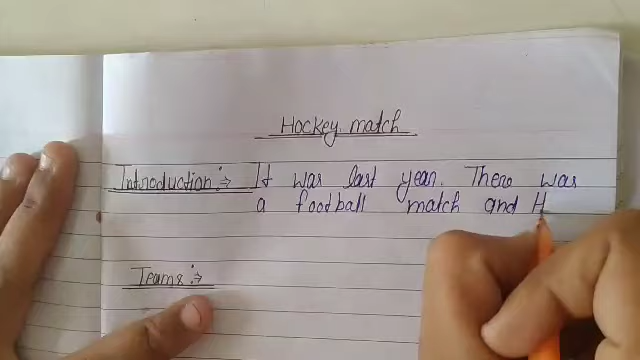 Hockey match
Introduction :→ It was last year. There was
a football match and H
Teams :→